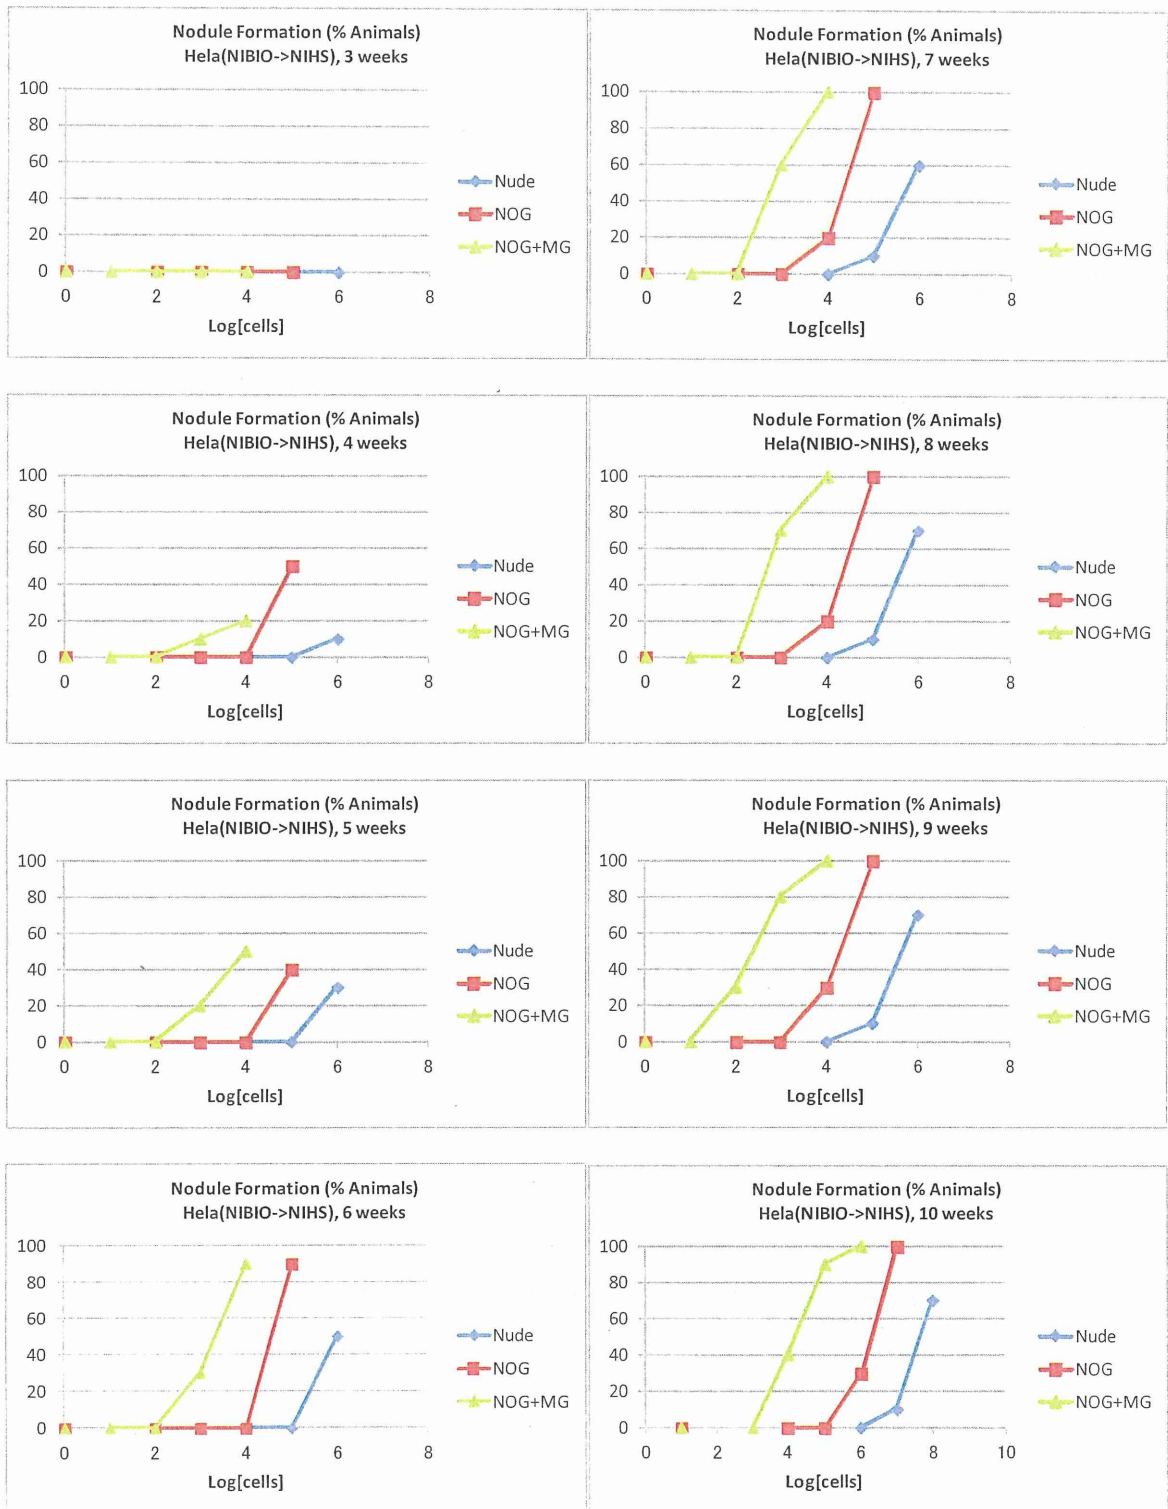 Nodule Formation (% Animals)
Hela(NIBIO->NIHS), 3 weeks
100
80
60
40
20
0
0 2 4 6 8
Log[cells]
Nude
NOG
NOG+MG
Nodule Formation (% Animals)
Hela(NIBIO->NIHS), 7 weeks
100
80
60
40
20
0
0 2 4 6 8
Log[cells]
Nude
NOG
NOG+MG
Nodule Formation (% Animals)
Hela(NIBIO->NIHS), 4 weeks
100
80
60
40
20
0
0 2 4 6 8
Log[cells]
Nude
NOG
NOG+MG
Nodule Formation (% Animals)
Hela(NIBIO->NIHS), 8 weeks
100
80
60
40
20
0
0 2 4 6 8
Log[cells]
Nude
NOG
NOG+MG
Nodule Formation (% Animals)
Hela(NIBIO->NIHS), 5 weeks
100
80
60
40
20
0
0 2 4 6 8
Log[cells]
Nude
NOG
NOG+MG
Nodule Formation (% Animals)
Hela(NIBIO->NIHS), 9 weeks
100
80
60
40
20
0
0 2 4 6 8
Log[cells]
Nude
NOG
NOG+MG
Nodule Formation (% Animals)
Hela(NIBIO->NIHS), 6 weeks
100
80
60
40
20
0
0 2 4 6 8
Log[cells]
Nude
NOG
NOG+MG
Nodule Formation (% Animals)
Hela(NIBIO->NIHS), 10 weeks
100
80
60
40
20
0
0 2 4 6 8 10
Log[cells]
Nude
NOG
NOG+MG